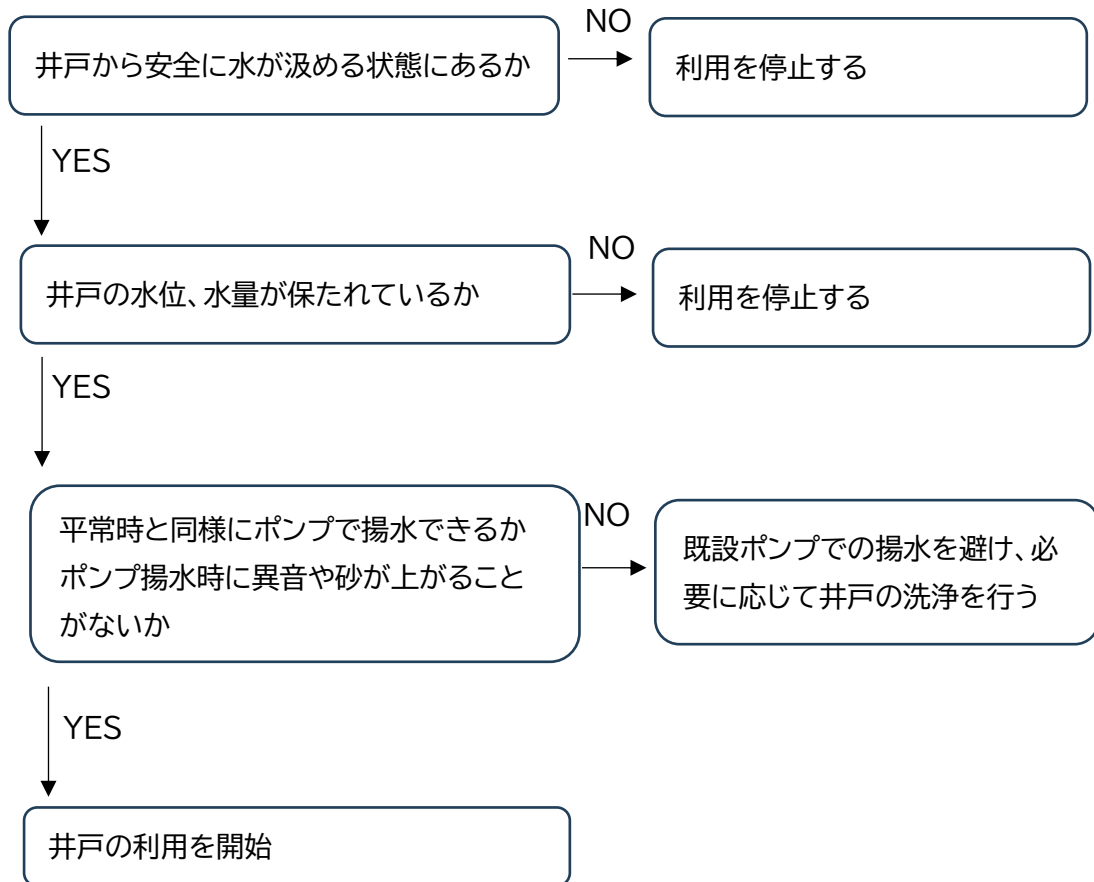 井戸から安全に水が汲める状態にあるか
NO
利用を停止する
YES
井戸の水位、水量が保たれているか
NO
利用を停止する
YES
平常時と同様にポンプで揚水できるか
ポンプ揚水時に異音や砂が上がること
がないか
NO
既設ポンプでの揚水を避け、必
要に応じて井戸の洗浄を行う
YES
井戸の利用を開始